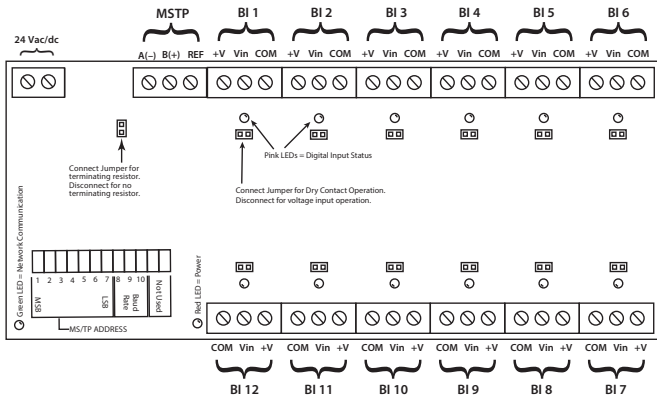 MSTP BI 1 BI 2 BI 3 BI 4 BI 5 BI 6
24 Vac/dc
A(−) B(+) REF +V Vin COM +V Vin COM +V Vin COM +V Vin COM +V Vin COM +V Vin COM
Pink LEDs = Digital Input Status
Connect Jumper for
terminating resistor.
Disconnect for no
terminating resistor.
Connect Jumper for Dry Contact Operation.
Disconnect for voltage input operation.
Green LED = Network Communication
1 2 3 4 5 6 7 8 9 10
MSB
LSB
Baud
Rate
Not Used
Red LED = Power
MS/TP ADDRESS
COM Vin +V COM Vin +V COM Vin +V COM Vin +V COM Vin +V COM Vin +V
BI 12 BI 11 BI 10 BI 9 BI 8 BI 7